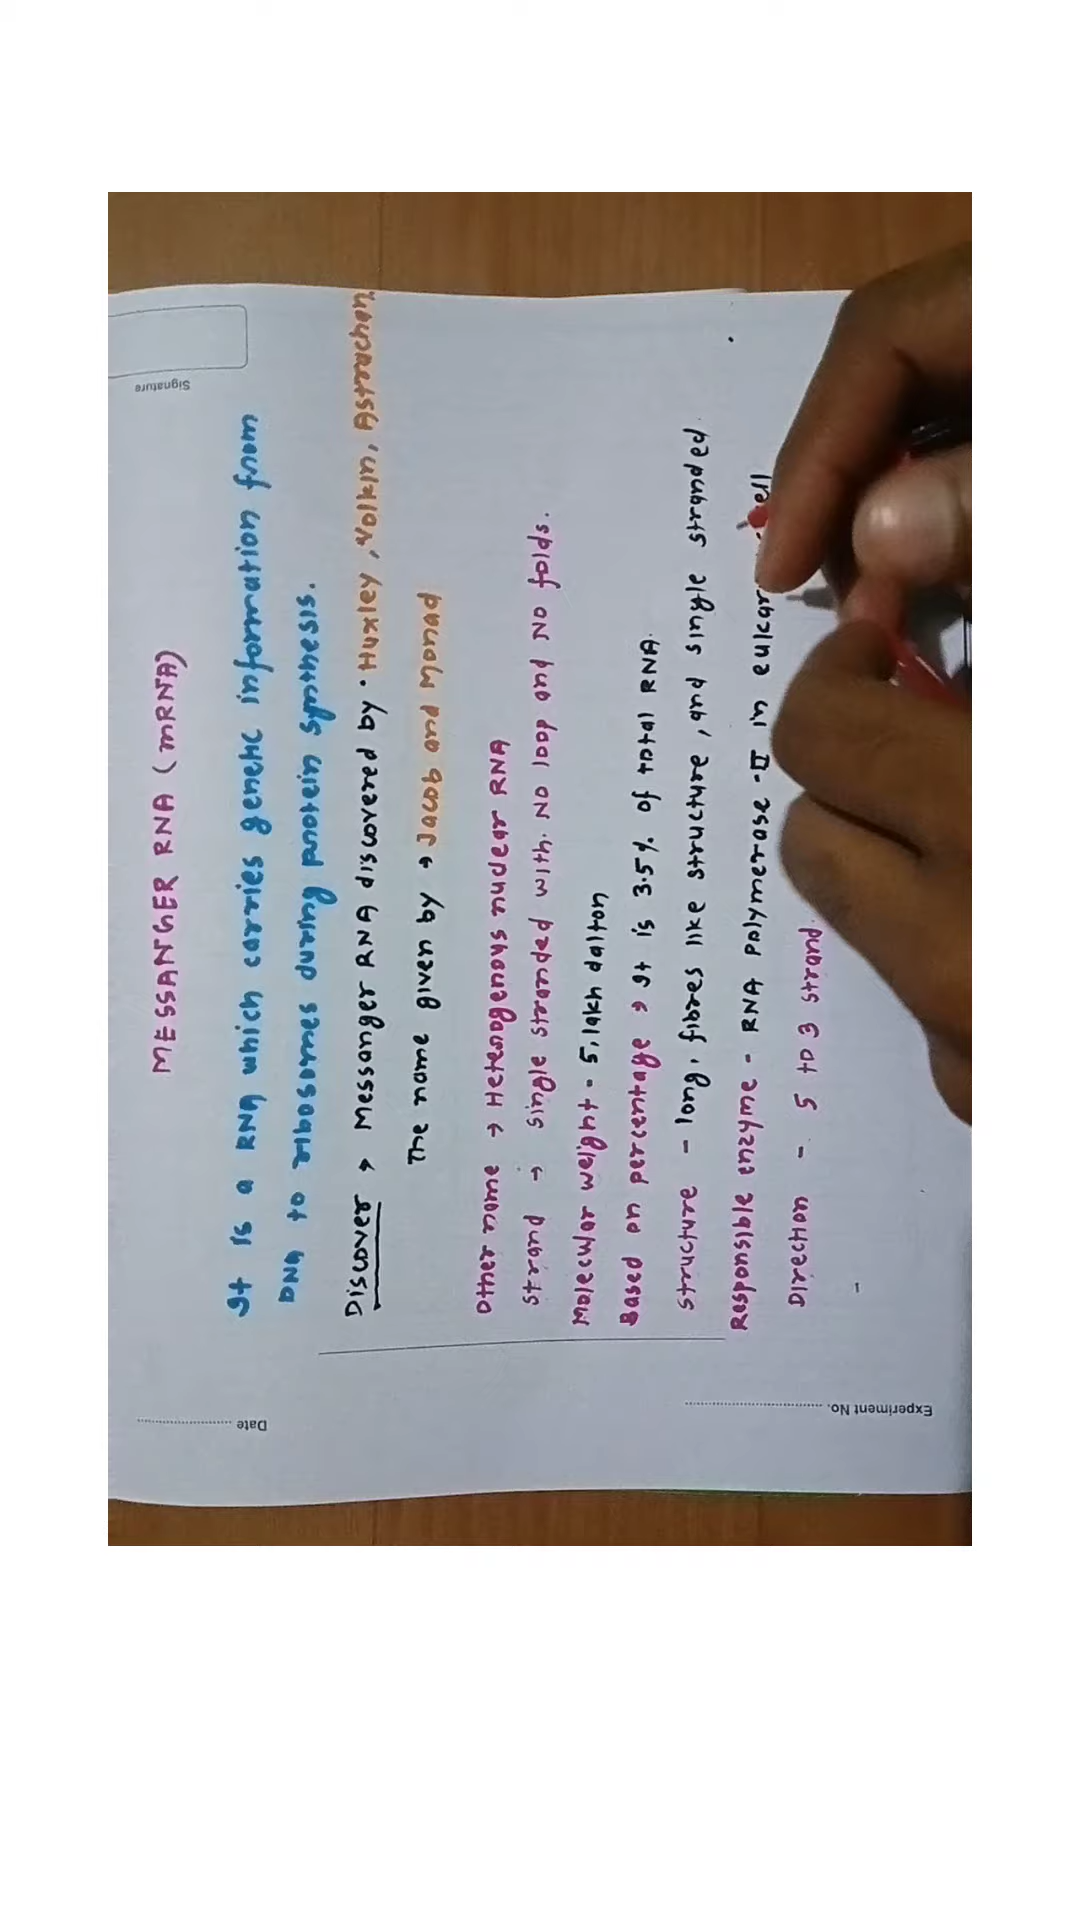 Signature
MESSANGER RNA (mRNA)
It is a RNA which carries genetic information from
DNA to ribosomes during protein synthesis.
Discover → Messanger RNA discovered by. Huxley, Volkin, Astrachan
The name given by → Jacob and Monad
Other name → Heterogenous nuclear RNA
Strand → single stranded with. NO loop and NO folds.
Molecular weight - 5, lakh dalton
Based on percentage → It is 3.5% of total RNA.
Structure - long, fibres like structure, and single stranded.
Responsible enzyme - RNA Polymerase - II in
Direction - 5 to 3 strand.
Date
Experiment No.